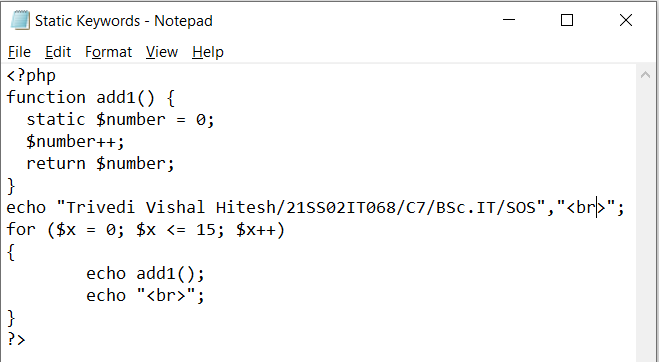 Static Keywords - Notepad
File Edit Format View Help
<?php
function add1() {
  static $number = 0;
  $number++;
  return $number;
}
echo "Trivedi Vishal Hitesh/21SS02IT068/C7/BSc.IT/SOS","<br>";
for ($x = 0; $x <= 15; $x++)
{
        echo add1();
        echo "<br>";
}
?>